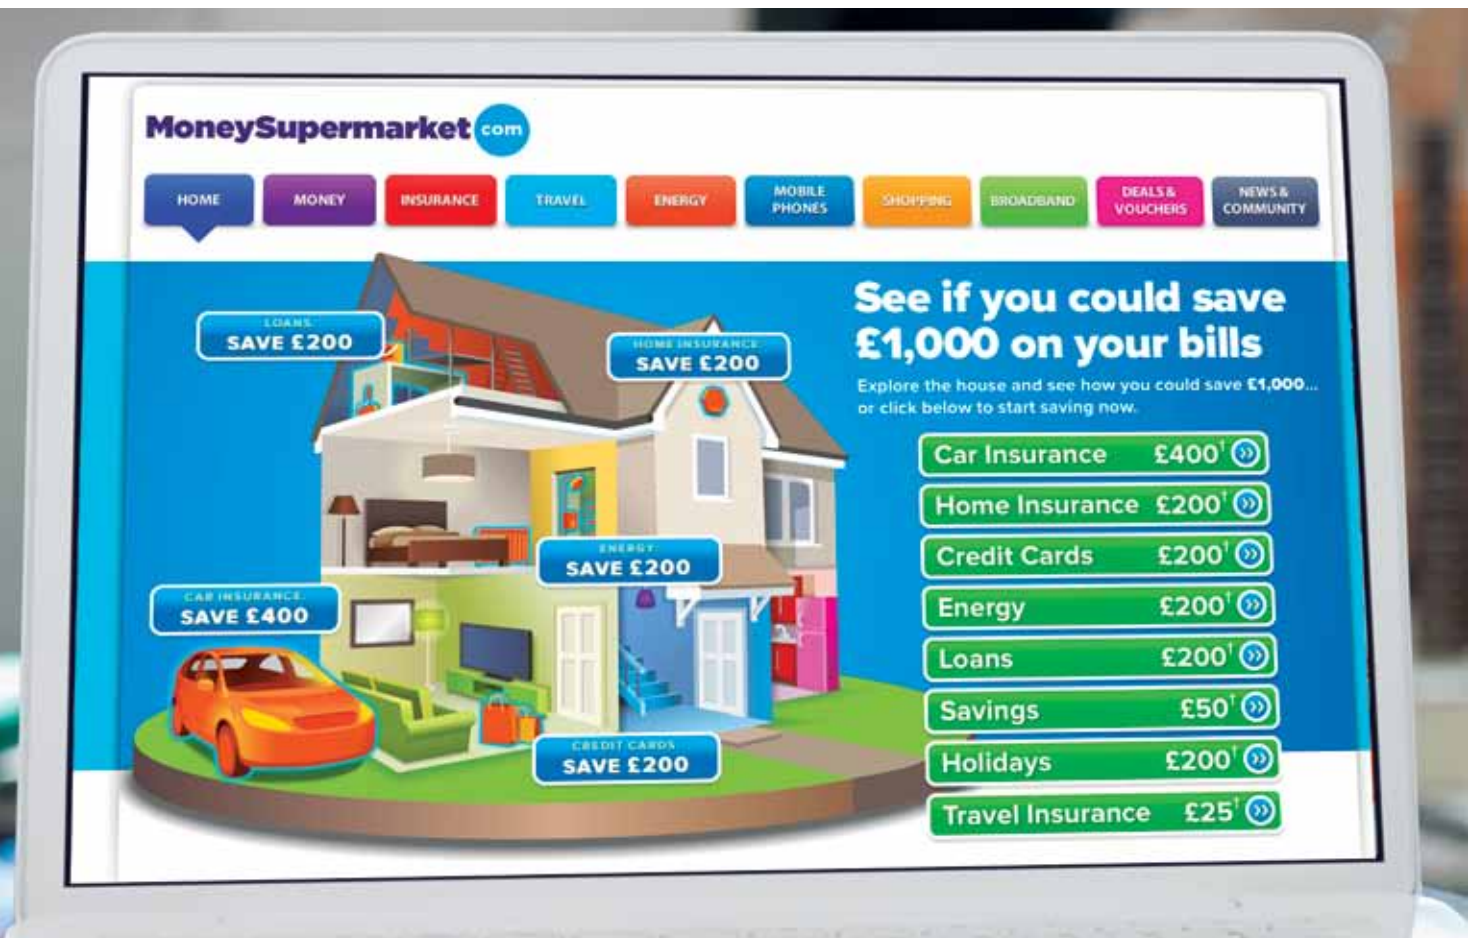 MoneySupermarket com
HOME
MONEY
INSURANCE
TRAVEL
ENERGY
MOBILE
PHONES
SHOPPING
BROADBAND
DEALS &
VOUCHERS
NEWS &
COMMUNITY
LOANS:
SAVE £200
HOME INSURANCE:
SAVE £200
ENERGY:
SAVE £200
CAR INSURANCE:
SAVE £400
CREDIT CARDS
SAVE £200
See if you could save
£1,000 on your bills
Explore the house and see how you could save £1,000...
or click below to start saving now.
Car Insurance £400†
Home Insurance £200†
Credit Cards £200†
Energy £200†
Loans £200†
Savings £50†
Holidays £200†
Travel Insurance £25†